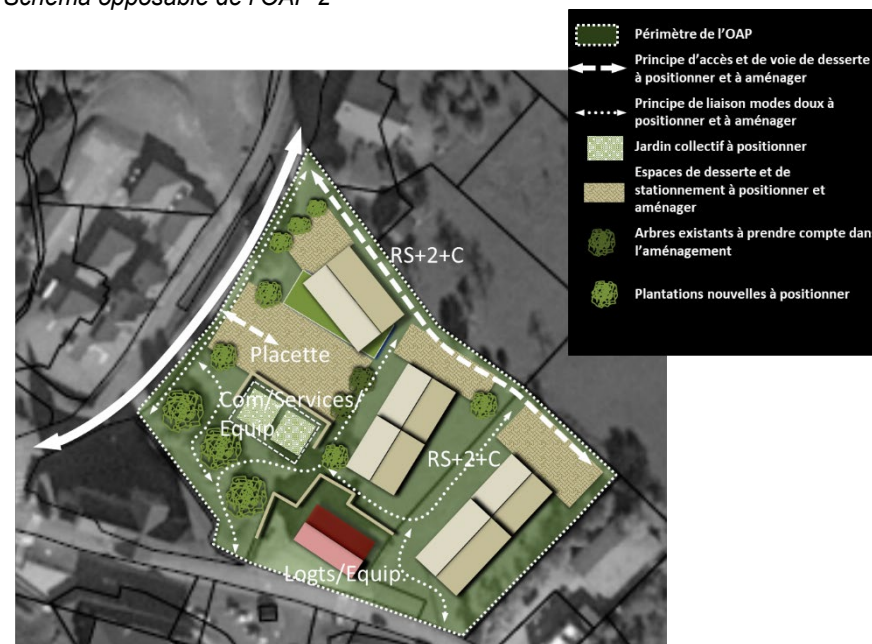 Schéma opposable de l'OAP 2
Périmètre de l'OAP
Principe d'accès et de voie de desserte
à positionner et à aménager
Principe de liaison modes doux à
positionner et à aménager
Jardin collectif à positionner
Espaces de desserte et de
stationnement à positionner et
aménager
Arbres existants à prendre compte dan
l'aménagement
Plantations nouvelles à positionner
RS+2+C
Placette
Com/Services/
Equip.
RS+2+C
Logts/Equip.